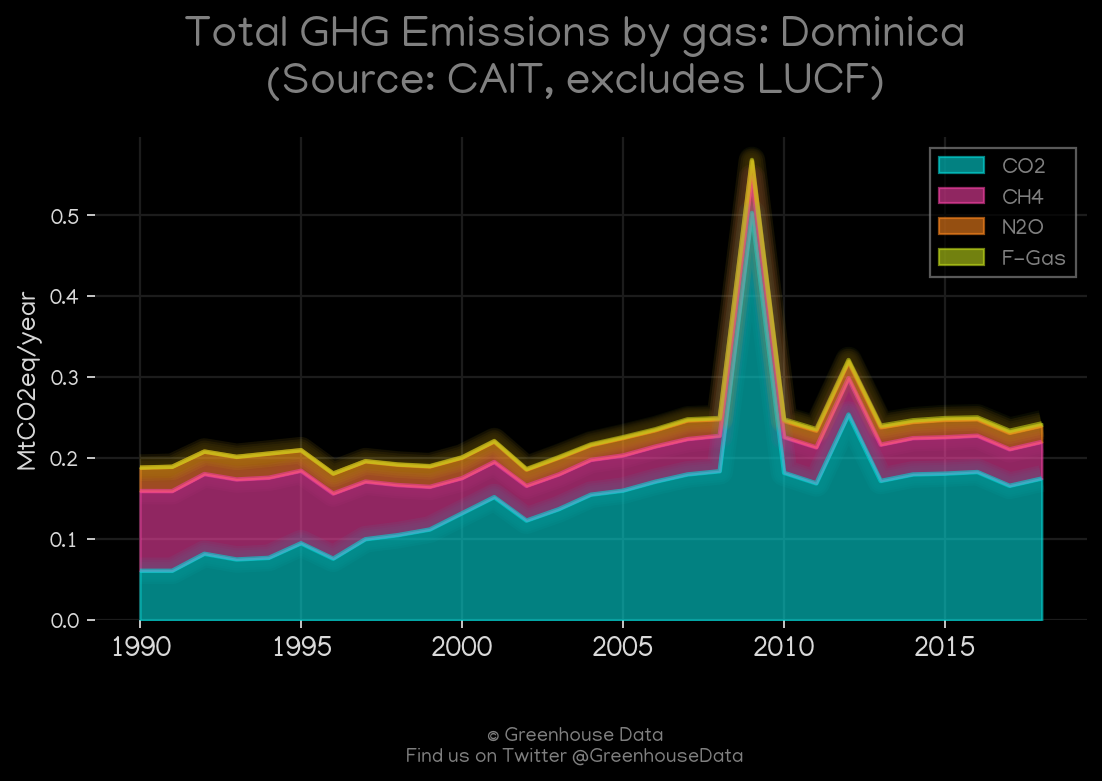 Total GHG Emissions by gas: Dominica
(Source: CAIT, excludes LUCF)
CO2
CH4
N2O
F-Gas
MtCO2eq/year
0.5
0.4
0.3
0.2
0.1
0.0
1990 1995 2000 2005 2010 2015
© Greenhouse Data
Find us on Twitter @GreenhouseData